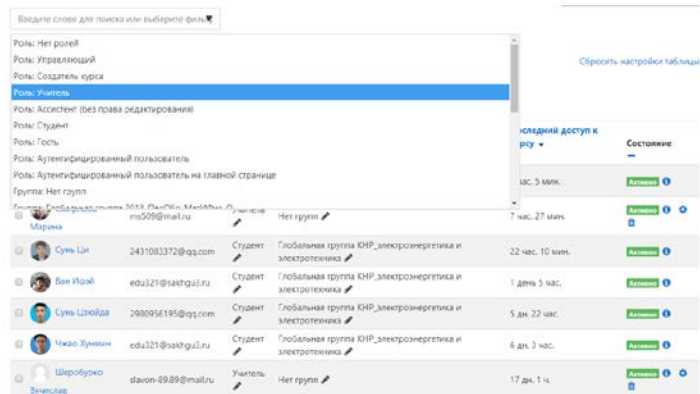 Введите слово для поиска или выберите филь
Сбросить настройки таблицы
Роль: Нет ролей
Роль: Управляющий
Роль: Создатель курса
Роль: Учитель
Роль: Ассистент (без права редактирования)
Роль: Студент
Роль: Гость
Роль: Аутентифицированный пользователь
Роль: Аутентифицированный пользователь на главной странице
Группа: Нет групп
оследний доступ к
рсу
Состояние
час. 5 мин.
Активно
Марина
ms509@mail.ru
Учитель
Нет групп
7 час. 27 мин.
Активно
Сунь Ци
2431083372@qq.com
Студент
Глобальная группа КНР_электроэнергетика и
электротехника
22 час. 10 мин.
Активно
Ван Иоэй
edu321@sakhgu3.ru
Студент
Глобальная группа КНР_электроэнергетика и
электротехника
1 день 5 час.
Активно
Сунь Цзюйда
2980956195@qq.com
Студент
Глобальная группа КНР_электроэнергетика и
электротехника
5 дн. 22 час.
Активно
Чжао Хунмин
edu321@sakhgu3.ru
Студент
Глобальная группа КНР_электроэнергетика и
электротехника
6 дн. 3 час.
Активно
Шеробурко
Вячеслав
slavon-89.89@mail.ru
Учитель
Нет групп
17 дн. 1 ч.
Активно